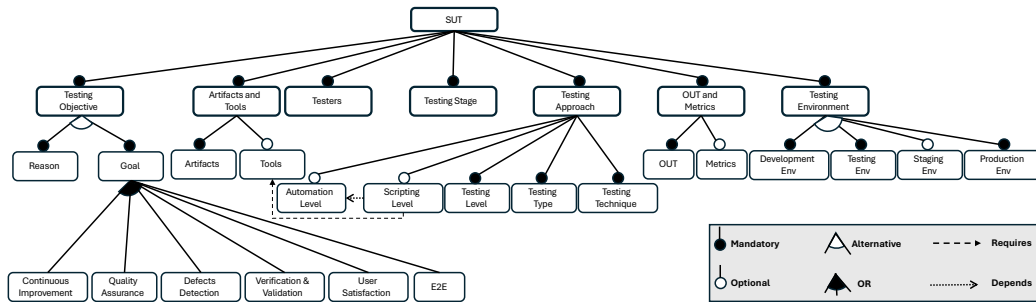 SUT
Testing
Objective
Artifacts and
Tools
Testers
Testing Stage
Testing
Approach
OUT and
Metrics
Testing
Environment
Reason
Goal
Artifacts
Tools
OUT
Metrics
Development
Env
Testing
Env
Staging
Env
Production
Env
Automation
Level
Scripting
Level
Testing
Level
Testing
Type
Testing
Technique
Continuous
Improvement
Quality
Assurance
Defects
Detection
Verification &
Validation
User
Satisfaction
E2E
Mandatory
Alternative
Requires
Optional
OR
Depends